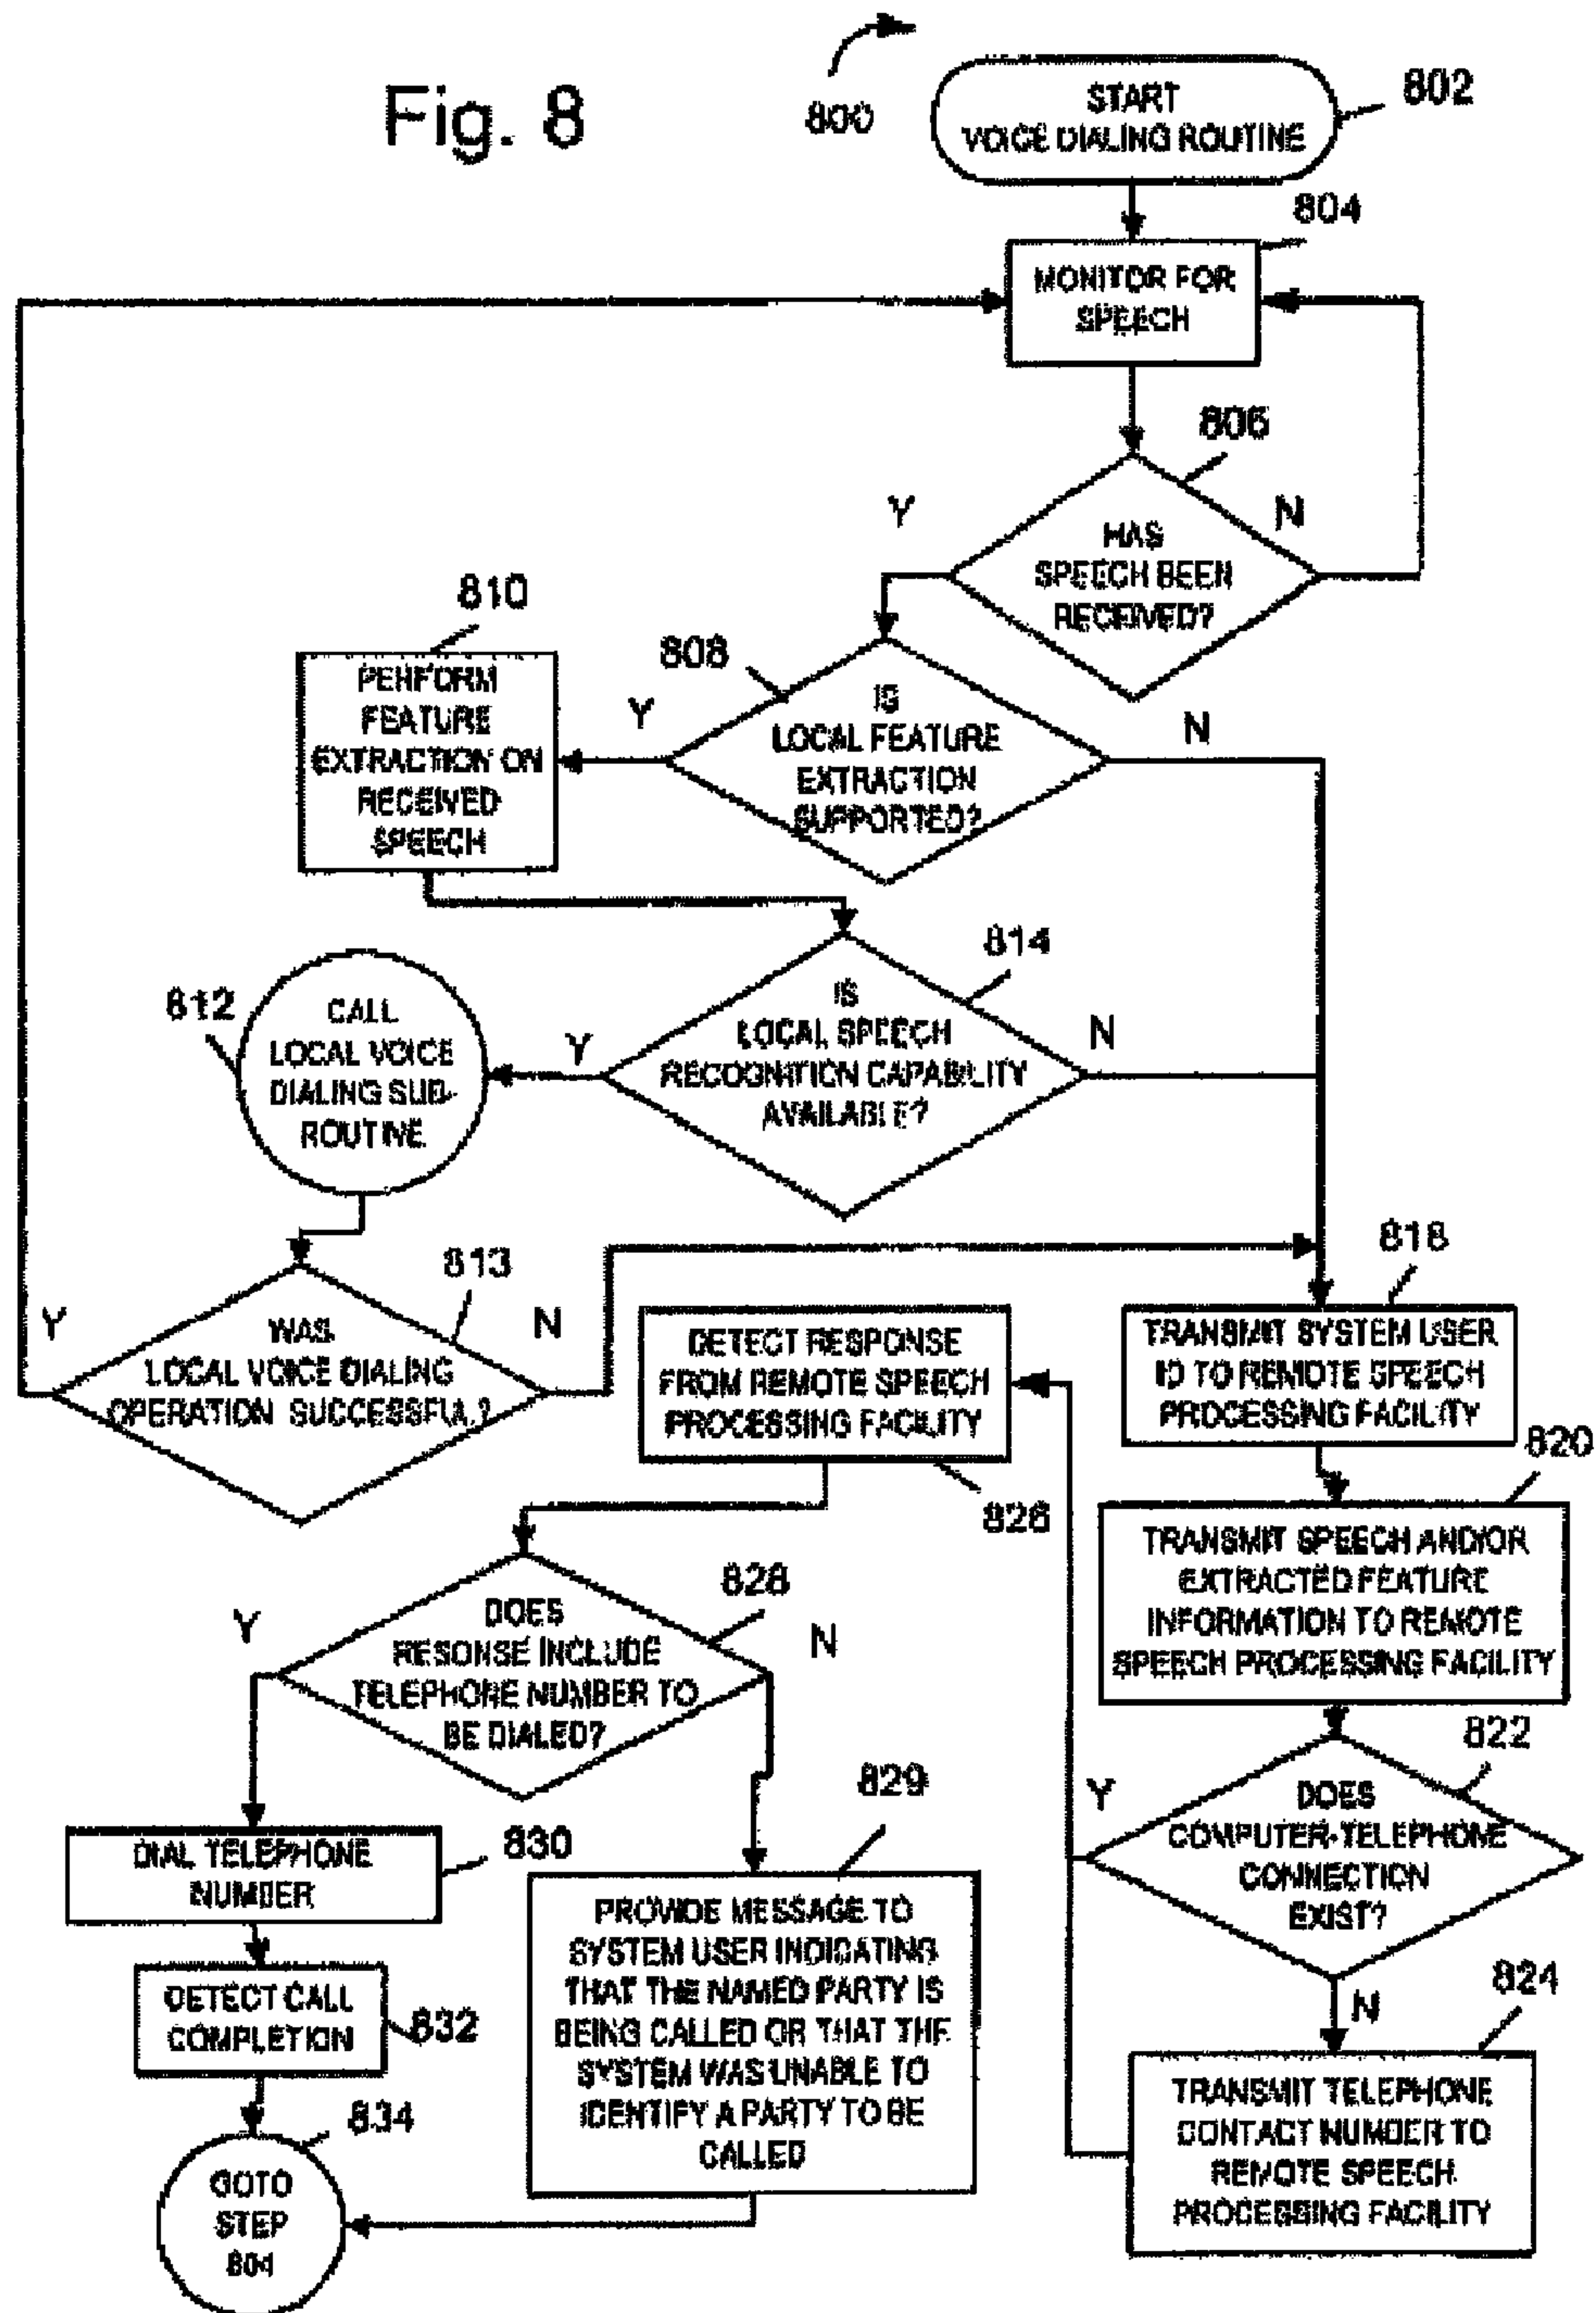 Fig. 8
800
START
VOICE DIALING ROUTINE
802
804
MONITOR FOR
SPEECH
806
Y
N
HAS
SPEECH BEEN
RECEIVED?
810
PERFORM
FEATURE
EXTRACTION ON
RECEIVED
SPEECH
808
Y
N
IS
LOCAL FEATURE
EXTRACTION
SUPPORTED?
814
IS
LOCAL SPEECH
RECOGNITION CAPABILITY
AVAILABLE?
Y
N
812
CALL
LOCAL VOICE
DIALING SUB-
ROUTINE
813
Y
N
WAS
LOCAL VOICE DIALING
OPERATION SUCCESSFUL?
818
TRANSMIT SYSTEM USER
ID TO REMOTE SPEECH
PROCESSING FACILITY
DETECT RESPONSE
FROM REMOTE SPEECH
PROCESSING FACILITY
826
820
TRANSMIT SPEECH AND/OR
EXTRACTED FEATURE
INFORMATION TO REMOTE
SPEECH PROCESSING FACILITY
828
Y
N
DOES
RESONSE INCLUDE
TELEPHONE NUMBER TO
BE DIALED?
822
Y
DOES
COMPUTER-TELEPHONE
CONNECTION
EXIST?
N
829
PROVIDE MESSAGE TO
SYSTEM USER INDICATING
THAT THE NAMED PARTY IS
BEING CALLED OR THAT THE
SYSTEM WAS UNABLE TO
IDENTIFY A PARTY TO BE
CALLED
DIAL TELEPHONE
NUMBER
830
DETECT CALL
COMPLETION
832
824
TRANSMIT TELEPHONE
CONTACT NUMBER TO
REMOTE SPEECH
PROCESSING FACILITY
834
GOTO
STEP
804